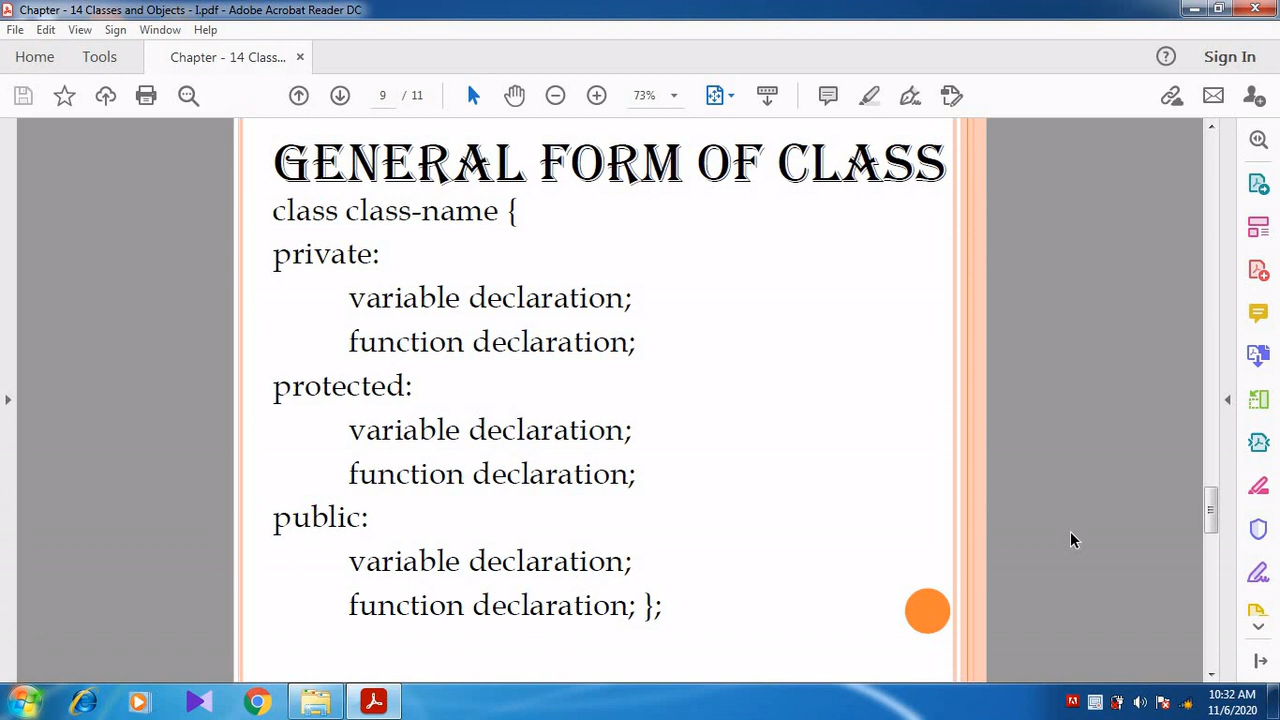 Chapter - 14 Classes and Objects - I.pdf - Adobe Acrobat Reader DC
File Edit View Sign Window Help
Home Tools Chapter - 14 Class... × Sign In
9 / 11 73%
GENERAL FORM OF CLASS
class class-name {
private:
variable declaration;
function declaration;
protected:
variable declaration;
function declaration;
public:
variable declaration;
function declaration; };
10:32 AM
11/6/2020